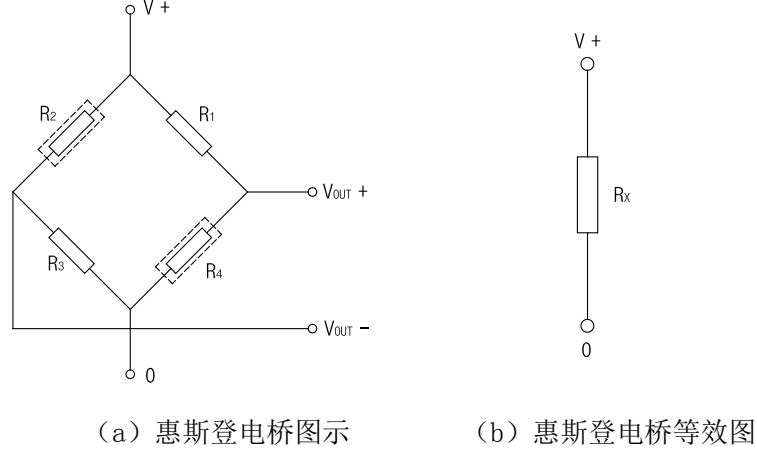 V +
V +
R2
R1
VOUT +
RX
R3
R4
VOUT −
0
0
（a）惠斯登电桥图示
（b）惠斯登电桥等效图